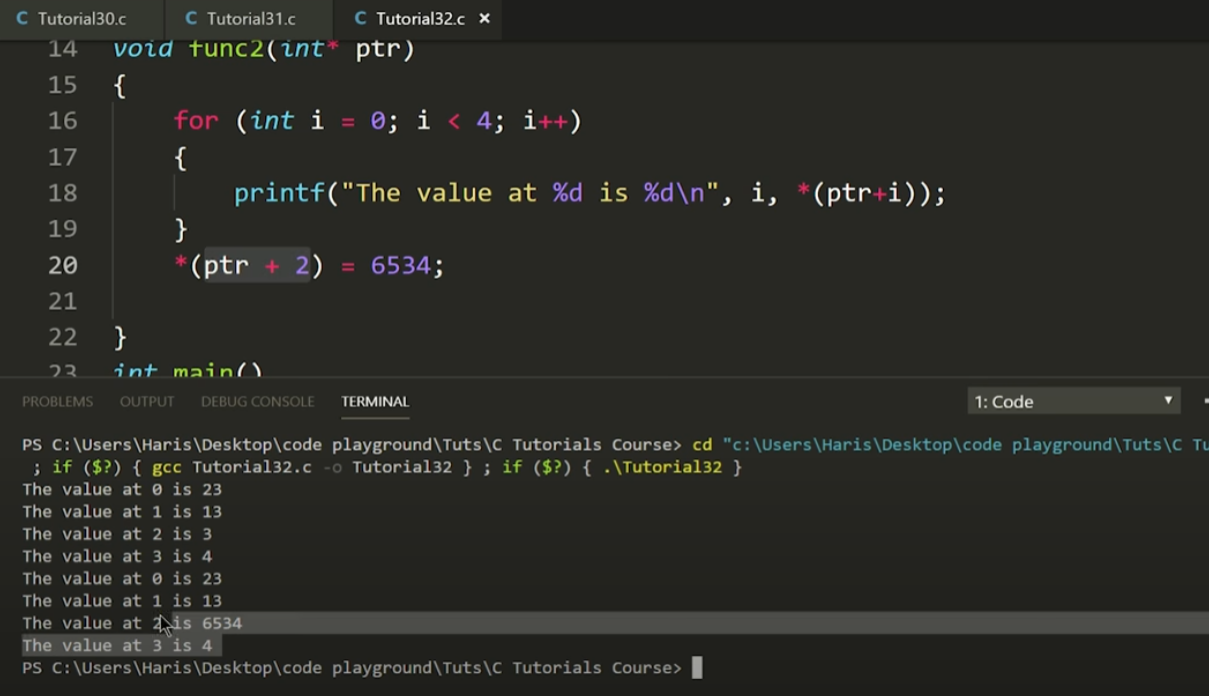 C Tutorial30.c C Tutorial31.c C Tutorial32.c ×
14 void func2(int* ptr)
15 {
16 for (int i = 0; i < 4; i++)
17 {
18 printf("The value at %d is %d\n", i, *(ptr+i));
19 }
20 *(ptr + 2) = 6534;
21
22 }
23 int main()
PROBLEMS OUTPUT DEBUG CONSOLE TERMINAL 1: Code
PS C:\Users\Haris\Desktop\code playground\Tuts\C Tutorials Course> cd "c:\Users\Haris\Desktop\code playground\Tuts\C Tu
; if ($?) { gcc Tutorial32.c -o Tutorial32 } ; if ($?) { .\Tutorial32 }
The value at 0 is 23
The value at 1 is 13
The value at 2 is 3
The value at 3 is 4
The value at 0 is 23
The value at 1 is 13
The value at 2 is 6534
The value at 3 is 4
PS C:\Users\Haris\Desktop\code playground\Tuts\C Tutorials Course>